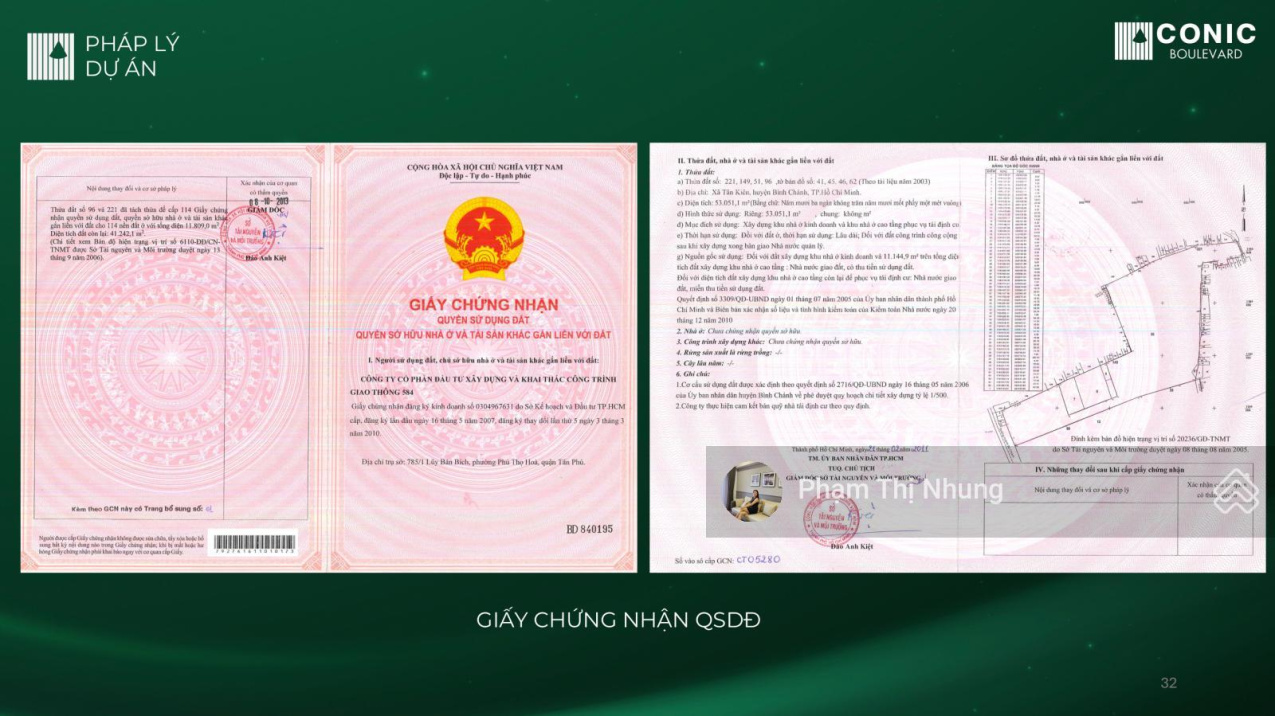 PHÁP LÝ
DỰ ÁN
CONIC
BOULEVARD
Nội dung thay đổi và cơ sở pháp lý
Xác nhận của cơ quan
có thẩm quyền
Thửa đất số 96 và 221 đã tách thửa để cấp 114 Giấy chứng
nhận quyền sử dụng đất, quyền sở hữu nhà ở và tài sản khác
gắn liền với đất cho 114 nền đất ở với tổng diện 11.809,0 m²
Diện tích đất còn lại: 41.242,1 m².
(Chi tiết xem Bản đồ hiện trạng vị trí số 6110-ĐĐ/CN-
TNMT được Sở Tài nguyên và Môi trường duyệt ngày 13
tháng 9 năm 2006).
GIÁM ĐỐC
Đào Anh Kiệt
Kèm theo GCN này có Trang bổ sung số: 01
Người được cấp Giấy chứng nhận không được sửa chữa, tẩy xóa hoặc bổ
sung bất kỳ nội dung nào trong Giấy chứng nhận; khi bị mất hoặc hư
hỏng Giấy chứng nhận phải khai báo ngay với cơ quan cấp Giấy.
CỘNG HÒA XÃ HỘI CHỦ NGHĨA VIỆT NAM
Độc lập - Tự do - Hạnh phúc
GIẤY CHỨNG NHẬN
QUYỀN SỬ DỤNG ĐẤT
QUYỀN SỞ HỮU NHÀ Ở VÀ TÀI SẢN KHÁC GẮN LIỀN VỚI ĐẤT
I. Người sử dụng đất, chủ sở hữu nhà ở và tài sản khác gắn liền với đất:
CÔNG TY CỔ PHẦN ĐẦU TƯ XÂY DỰNG VÀ KHAI THÁC CÔNG TRÌNH
GIAO THÔNG 584
Giấy chứng nhận đăng ký kinh doanh số 0304967631 do Sở Kế hoạch và Đầu tư TP.HCM
cấp, đăng ký lần đầu ngày 16 tháng 5 năm 2007, đăng ký thay đổi lần thứ 5 ngày 3 tháng 3
năm 2010.
Địa chỉ trụ sở: 785/1 Lũy Bán Bích, phường Phú Thọ Hoà, quận Tân Phú.
BD 840195
II. Thửa đất, nhà ở và tài sản khác gắn liền với đất
1. Thửa đất:
a) Thửa đất số: 221, 149, 51, 96 ,tờ bản đồ số: 41, 45, 46, 62 (Theo tài liệu năm 2003)
b) Địa chỉ: Xã Tân Kiên, huyện Bình Chánh, TP.Hồ Chí Minh.
c) Diện tích: 53.051,1 m²(Bằng chữ: Năm mươi ba ngàn không trăm năm mươi mốt phẩy một mét vuông)
d) Hình thức sử dụng: Riêng: 53.051,1 m² , chung: không m²
đ) Mục đích sử dụng: Xây dựng khu nhà ở kinh doanh và khu nhà ở cao tầng phục vụ tái định cư
e) Thời hạn sử dụng: Đối với đất ở, thời hạn sử dụng: Lâu dài; Đối với đất công trình công cộng
sau khi xây dựng xong bàn giao Nhà nước quản lý.
g) Nguồn gốc sử dụng: Đối với đất xây dựng khu nhà ở kinh doanh và 11.144,9 m² trên tổng diện
tích đất xây dựng khu nhà ở cao tầng : Nhà nước giao đất, có thu tiền sử dụng đất.
Đối với diện tích đất xây dựng khu nhà ở cao tầng còn lại để phục vụ tái định cư: Nhà nước giao
đất, miễn thu tiền sử dụng đất.
Quyết định số 3309/QĐ-UBND ngày 01 tháng 07 năm 2005 của Ủy ban nhân dân thành phố Hồ
Chí Minh và Biên bản xác nhận số liệu và tình hình kiểm toán của Kiểm toán Nhà nước ngày 20
tháng 12 năm 2010
2. Nhà ở: Chưa chứng nhận quyền sở hữu.
3. Công trình xây dựng khác: Chưa chứng nhận quyền sở hữu.
4. Rừng sản xuất là rừng trồng: -/-
5. Cây lâu năm: -/-
6. Ghi chú:
1.Cơ cấu sử dụng đất được xác định theo quyết định số 2716/QĐ-UBND ngày 16 tháng 05 năm 2006
của Ủy ban nhân dân huyện Bình Chánh về phê duyệt quy hoạch chi tiết xây dựng tỷ lệ 1/500.
2.Công ty thực hiện cam kết bán quỹ nhà tái định cư theo quy định.
TM. ỦY BAN NHÂN DÂN TP.HCM
TUQ. CHỦ TỊCH
GIÁM ĐỐC SỞ TÀI NGUYÊN VÀ MÔI TRƯỜNG
Đào Anh Kiệt
Số vào sổ cấp GCN: CT05280
III. Sơ đồ thửa đất, nhà ở và tài sản khác gắn liền với đất
Đính kèm bản đồ hiện trạng vị trí số 20236/GĐ-TNMT
do Sở Tài nguyên và Môi trường duyệt ngày 08 tháng 08 năm 2005.
IV. Những thay đổi sau khi cấp giấy chứng nhận
Nội dung thay đổi và cơ sở pháp lý
Xác nhận của cơ quan
có thẩm quyền
Phạm Thị Nhung
GIẤY CHỨNG NHẬN QSDĐ
32